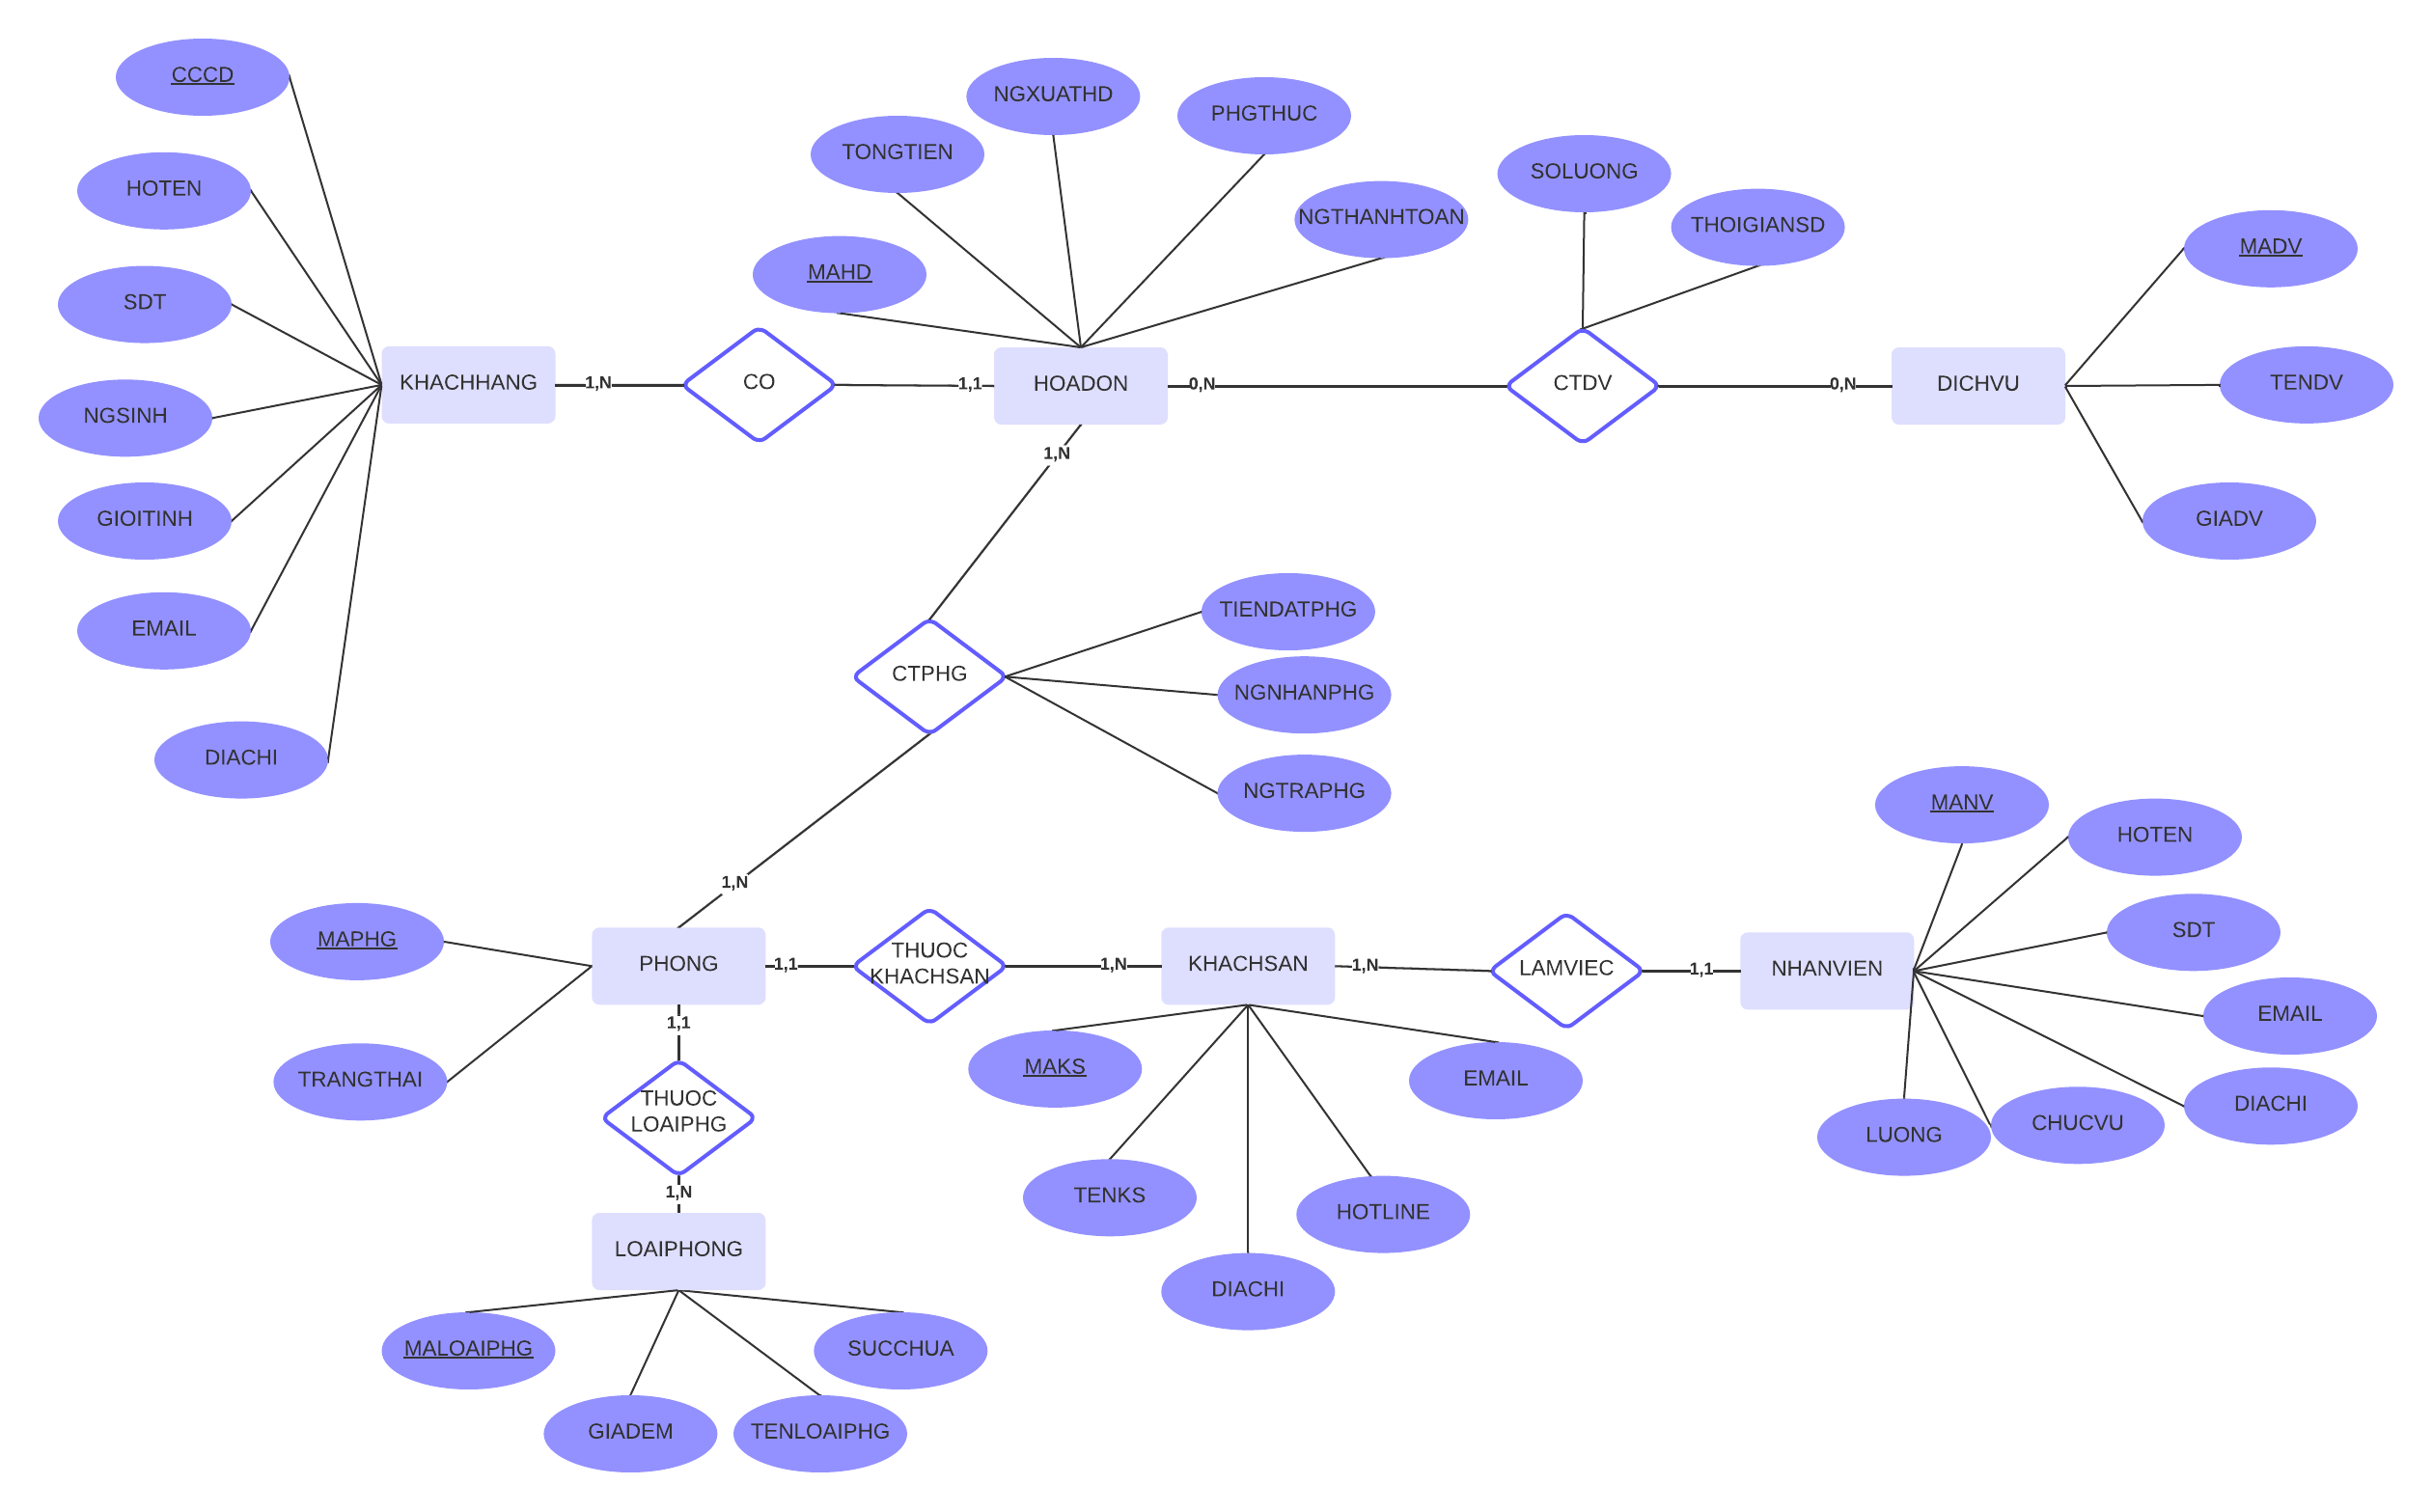 CCCD
HOTEN
SDT
NGSINH
GIOITINH
EMAIL
DIACHI
KHACHHANG
1,N
CO
1,1
MAHD
TONGTIEN
NGXUATHD
PHGTHUC
NGTHANHTOAN
HOADON
0,N
SOLUONG
THOIGIANSD
CTDV
0,N
DICHVU
MADV
TENDV
GIADV
1,N
CTPHG
TIENDATPHG
NGNHANPHG
NGTRAPHG
1,N
MAPHG
TRANGTHAI
PHONG
1,1
THUOC
KHACHSAN
1,N
KHACHSAN
1,N
LAMVIEC
1,1
NHANVIEN
MANV
HOTEN
SDT
EMAIL
DIACHI
CHUCVU
LUONG
MAKS
TENKS
DIACHI
HOTLINE
EMAIL
1,1
THUOC
LOAIPHG
1,N
LOAIPHONG
MALOAIPHG
GIADEM
TENLOAIPHG
SUCCHUA